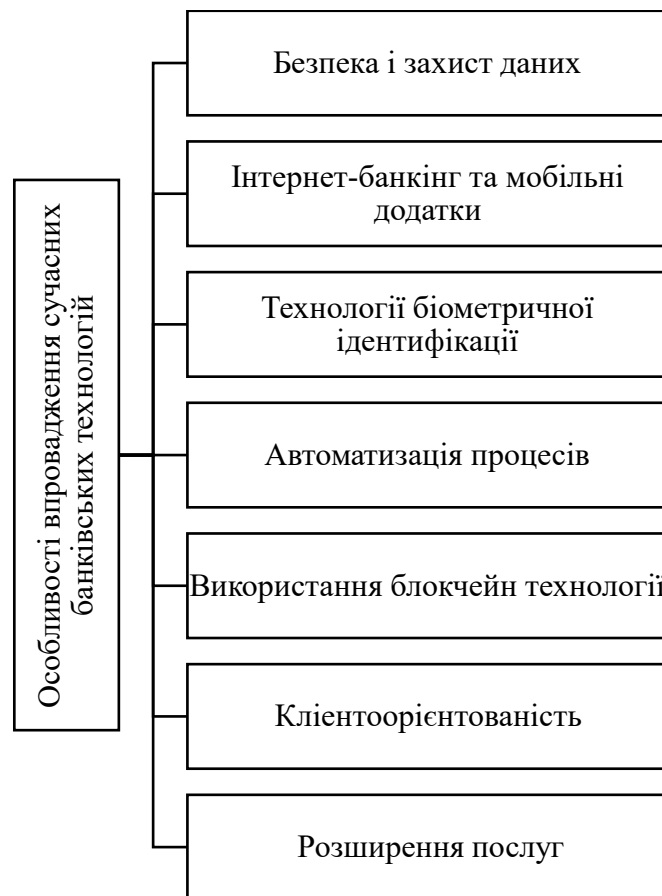 Особливості впровадження сучасних
банківських технологій
Безпека і захист даних
Інтернет-банкінг та мобільні
додатки
Технології біометричної
ідентифікації
Автоматизація процесів
Використання блокчейн технології
Клієнтоорієнтованість
Розширення послуг